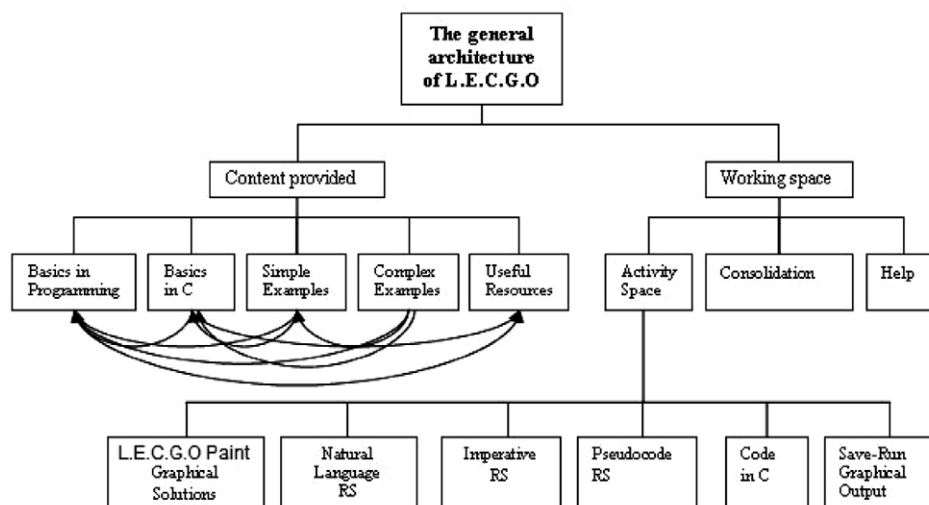 The general
architecture
of L.E.C.G.O
Content provided
Working space
Basics in
Programming
Basics
in C
Simple
Examples
Complex
Examples
Useful
Resources
Activity
Space
Consolidation
Help
L.E.C.G.O Paint
Graphical
Solutions
Natural
Language
RS
Imperative
RS
Pseudocode
RS
Code
in C
Save-Run
Graphical
Output